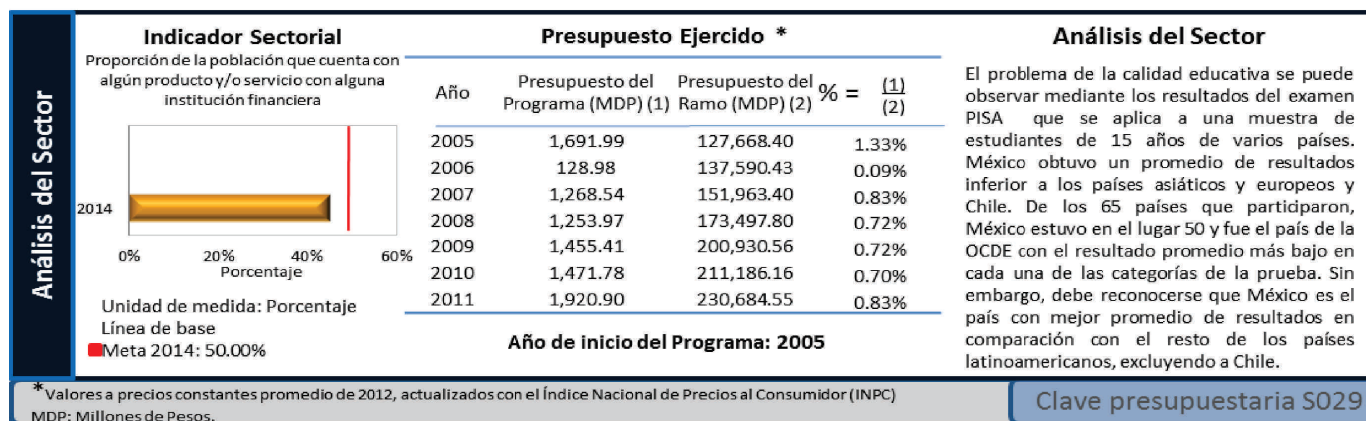 Análisis del Sector
Indicador Sectorial
Proporción de la población que cuenta con
algún producto y/o servicio con alguna
institución financiera
2014
0% 20% 40% 60%
Porcentaje
Unidad de medida: Porcentaje
Línea de base
Meta 2014: 50.00%
Presupuesto Ejercido *
Año Presupuesto del Programa (MDP) (1) Presupuesto del Ramo (MDP) (2) % = (1) (2)
2005 1,691.99 127,668.40 1.33%
2006 128.98 137,590.43 0.09%
2007 1,268.54 151,963.40 0.83%
2008 1,253.97 173,497.80 0.72%
2009 1,455.41 200,930.56 0.72%
2010 1,471.78 211,186.16 0.70%
2011 1,920.90 230,684.55 0.83%
Año de inicio del Programa: 2005
Análisis del Sector
El problema de la calidad educativa se puede
observar mediante los resultados del examen
PISA que se aplica a una muestra de
estudiantes de 15 años de varios países.
México obtuvo un promedio de resultados
inferior a los países asiáticos y europeos y
Chile. De los 65 países que participaron,
México estuvo en el lugar 50 y fue el país de la
OCDE con el resultado promedio más bajo en
cada una de las categorías de la prueba. Sin
embargo, debe reconocerse que México es el
país con mejor promedio de resultados en
comparación con el resto de los países
latinoamericanos, excluyendo a Chile.
*Valores a precios constantes promedio de 2012, actualizados con el Índice Nacional de Precios al Consumidor (INPC)
MDP: Millones de Pesos.
Clave presupuestaria S029